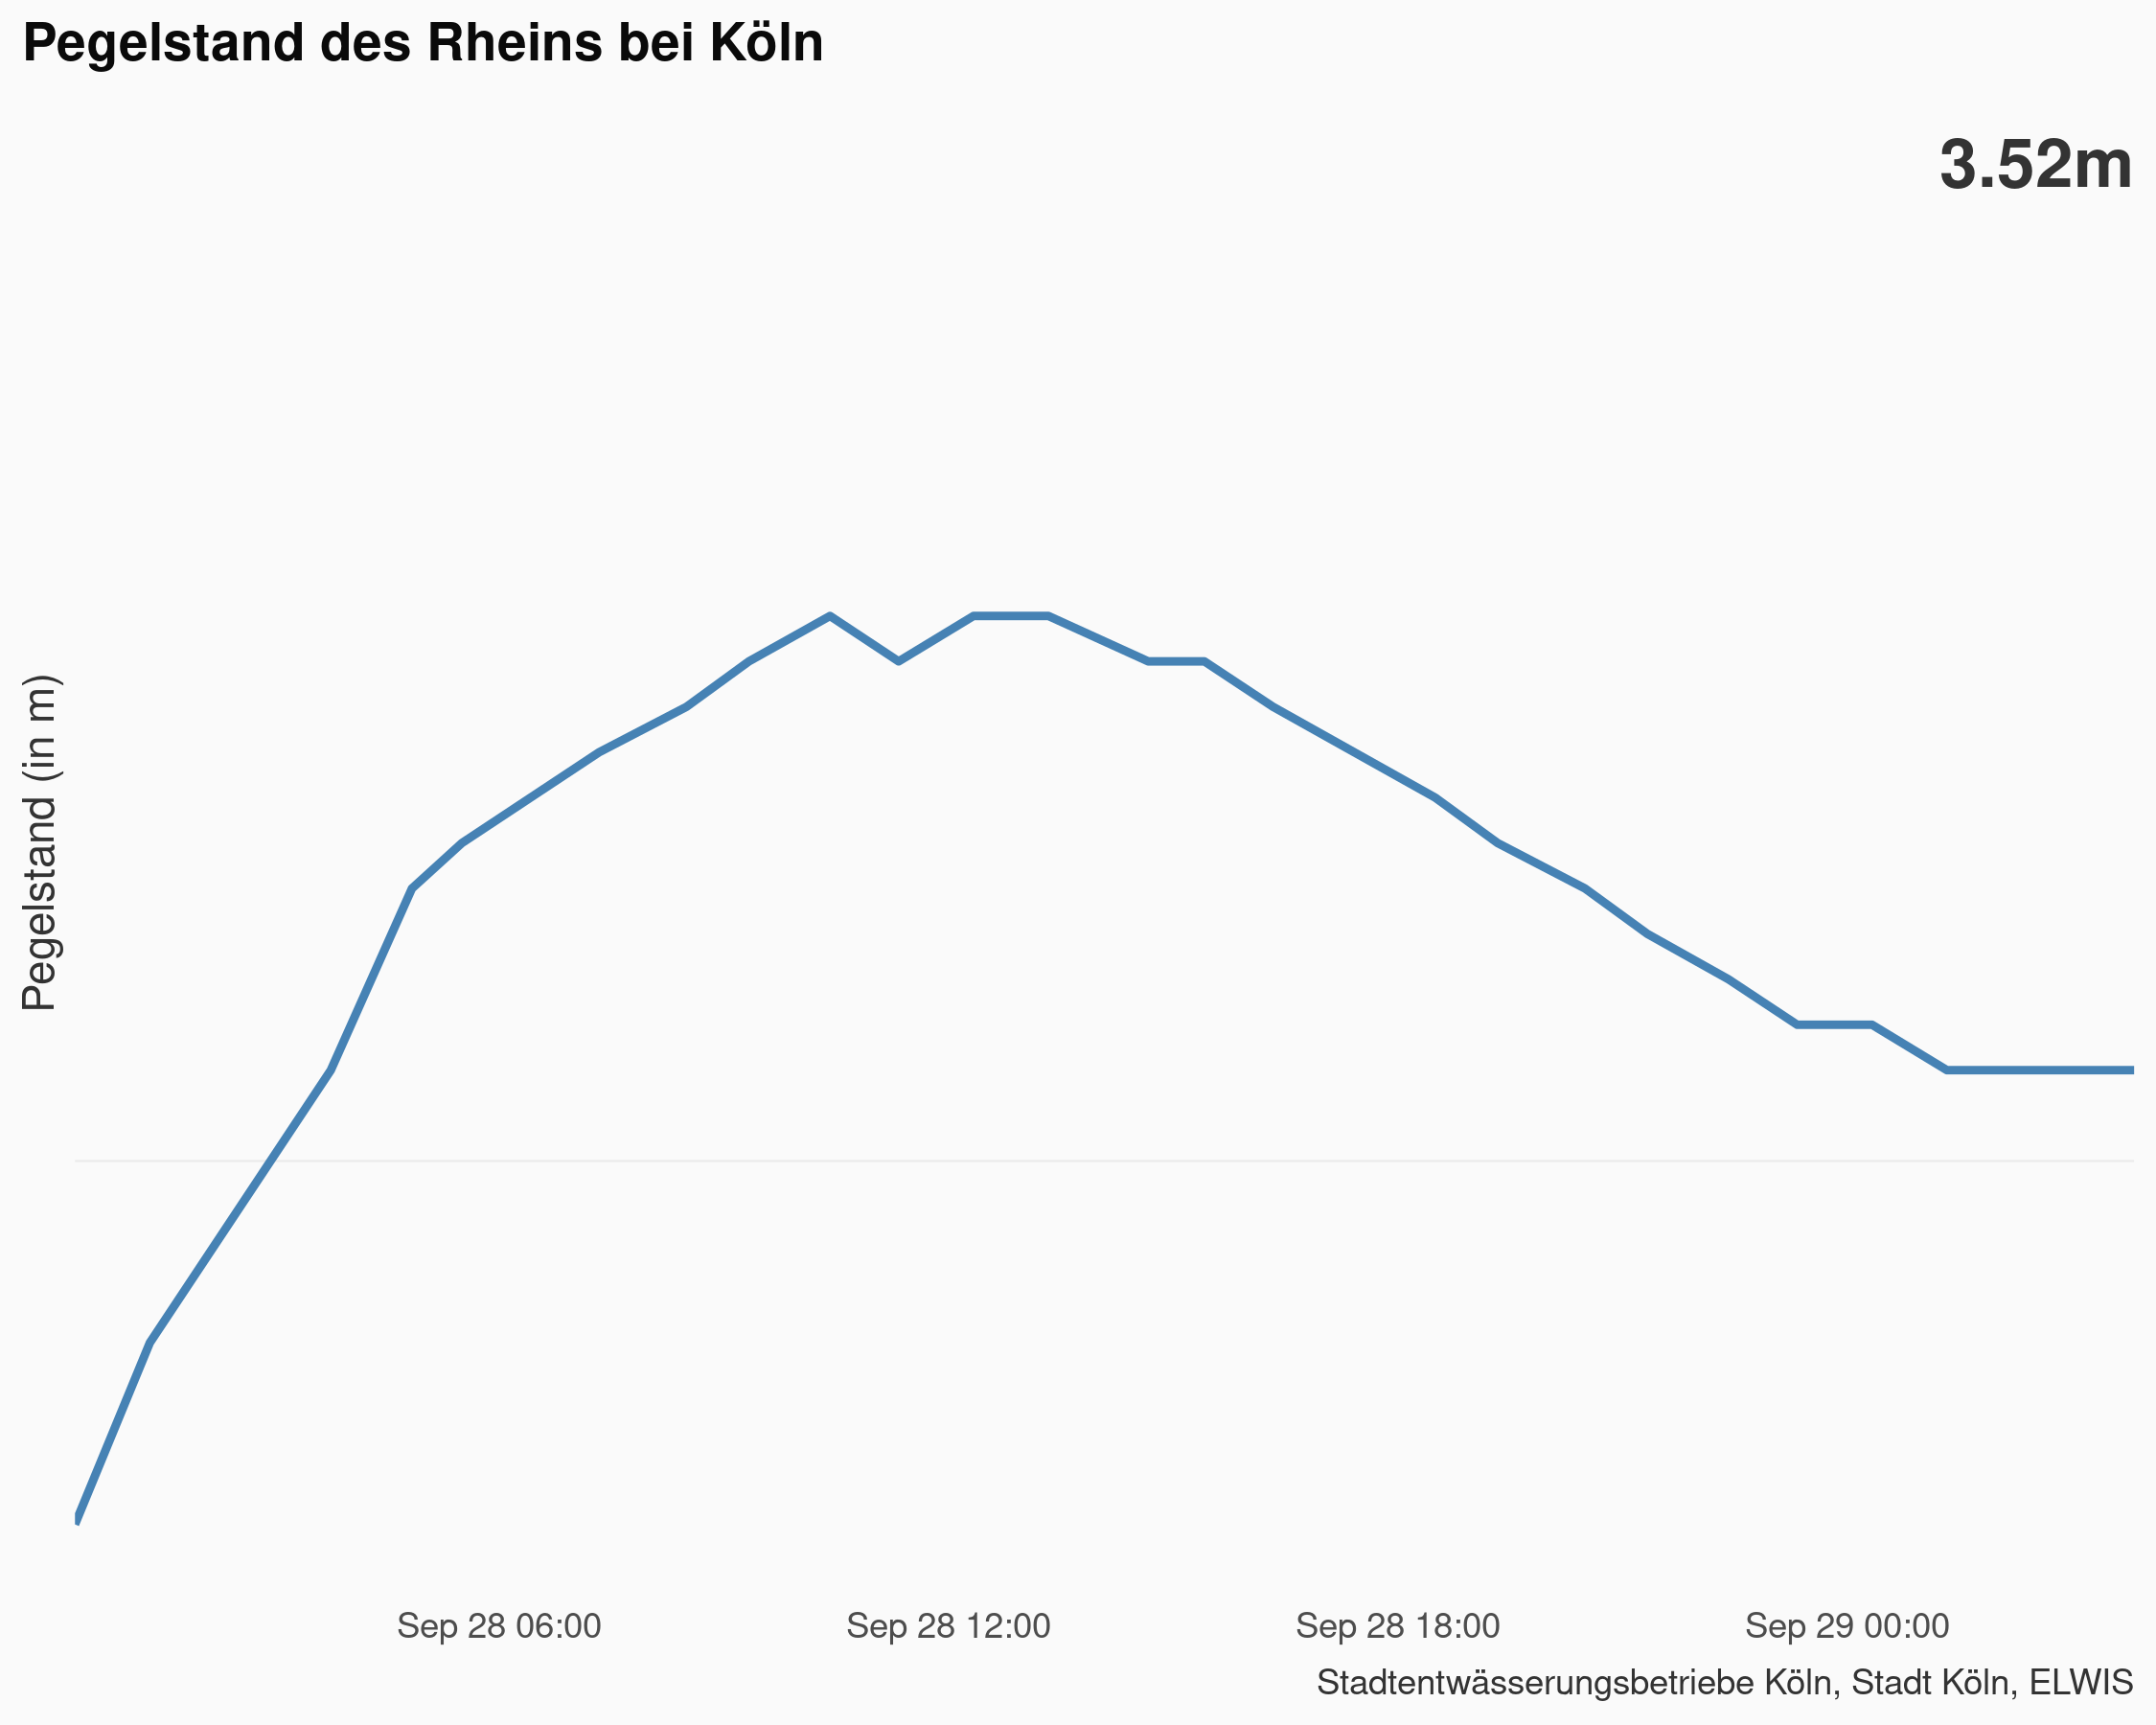 Pegelstand des Rheins bei Köln
3.52m
Pegelstand (in m)
Sep 28 06:00
Sep 28 12:00
Sep 28 18:00
Sep 29 00:00
Stadtentwässerungsbetriebe Köln, Stadt Köln, ELWIS